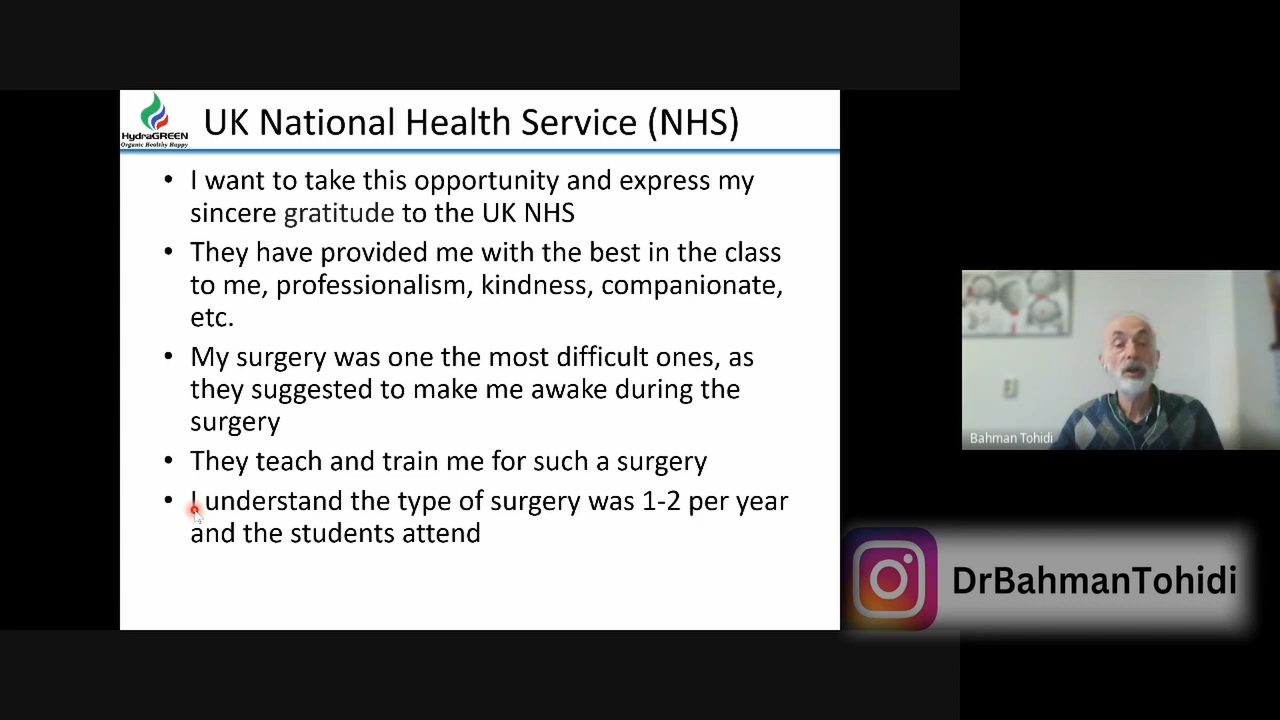 HydraGREEN
Organic Healthy Happy
UK National Health Service (NHS)
• I want to take this opportunity and express my
sincere gratitude to the UK NHS
• They have provided me with the best in the class
to me, professionalism, kindness, companionate,
etc.
• My surgery was one the most difficult ones, as
they suggested to make me awake during the
surgery
• They teach and train me for such a surgery
• I understand the type of surgery was 1-2 per year
and the students attend
Bahman Tohidi
DrBahmanTohidi